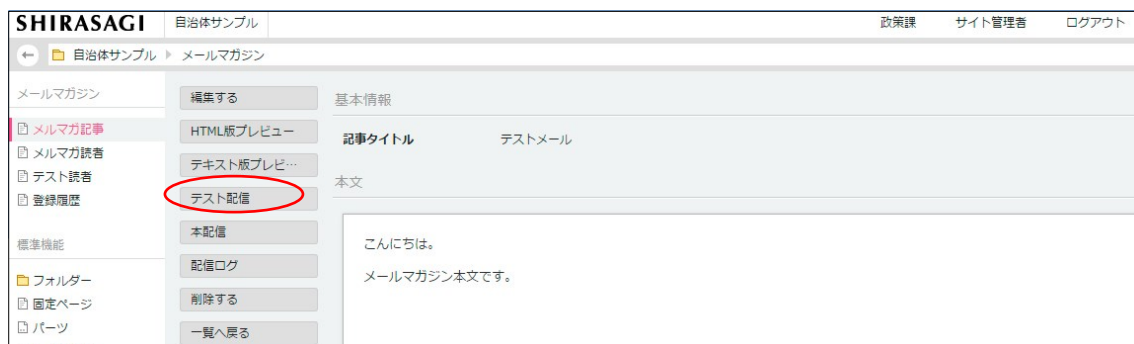 SHIRASAGI 自治体サンプル 政策課 サイト管理者 ログアウト
自治体サンプル メールマガジン
メールマガジン
メルマガ記事
メルマガ読者
テスト読者
登録履歴
標準機能
フォルダー
固定ページ
パーツ
編集する
HTML版プレビュー
テキスト版プレビ…
テスト配信
本配信
配信ログ
削除する
一覧へ戻る
基本情報
記事タイトル テストメール
本文
こんにちは。
メールマガジン本文です。